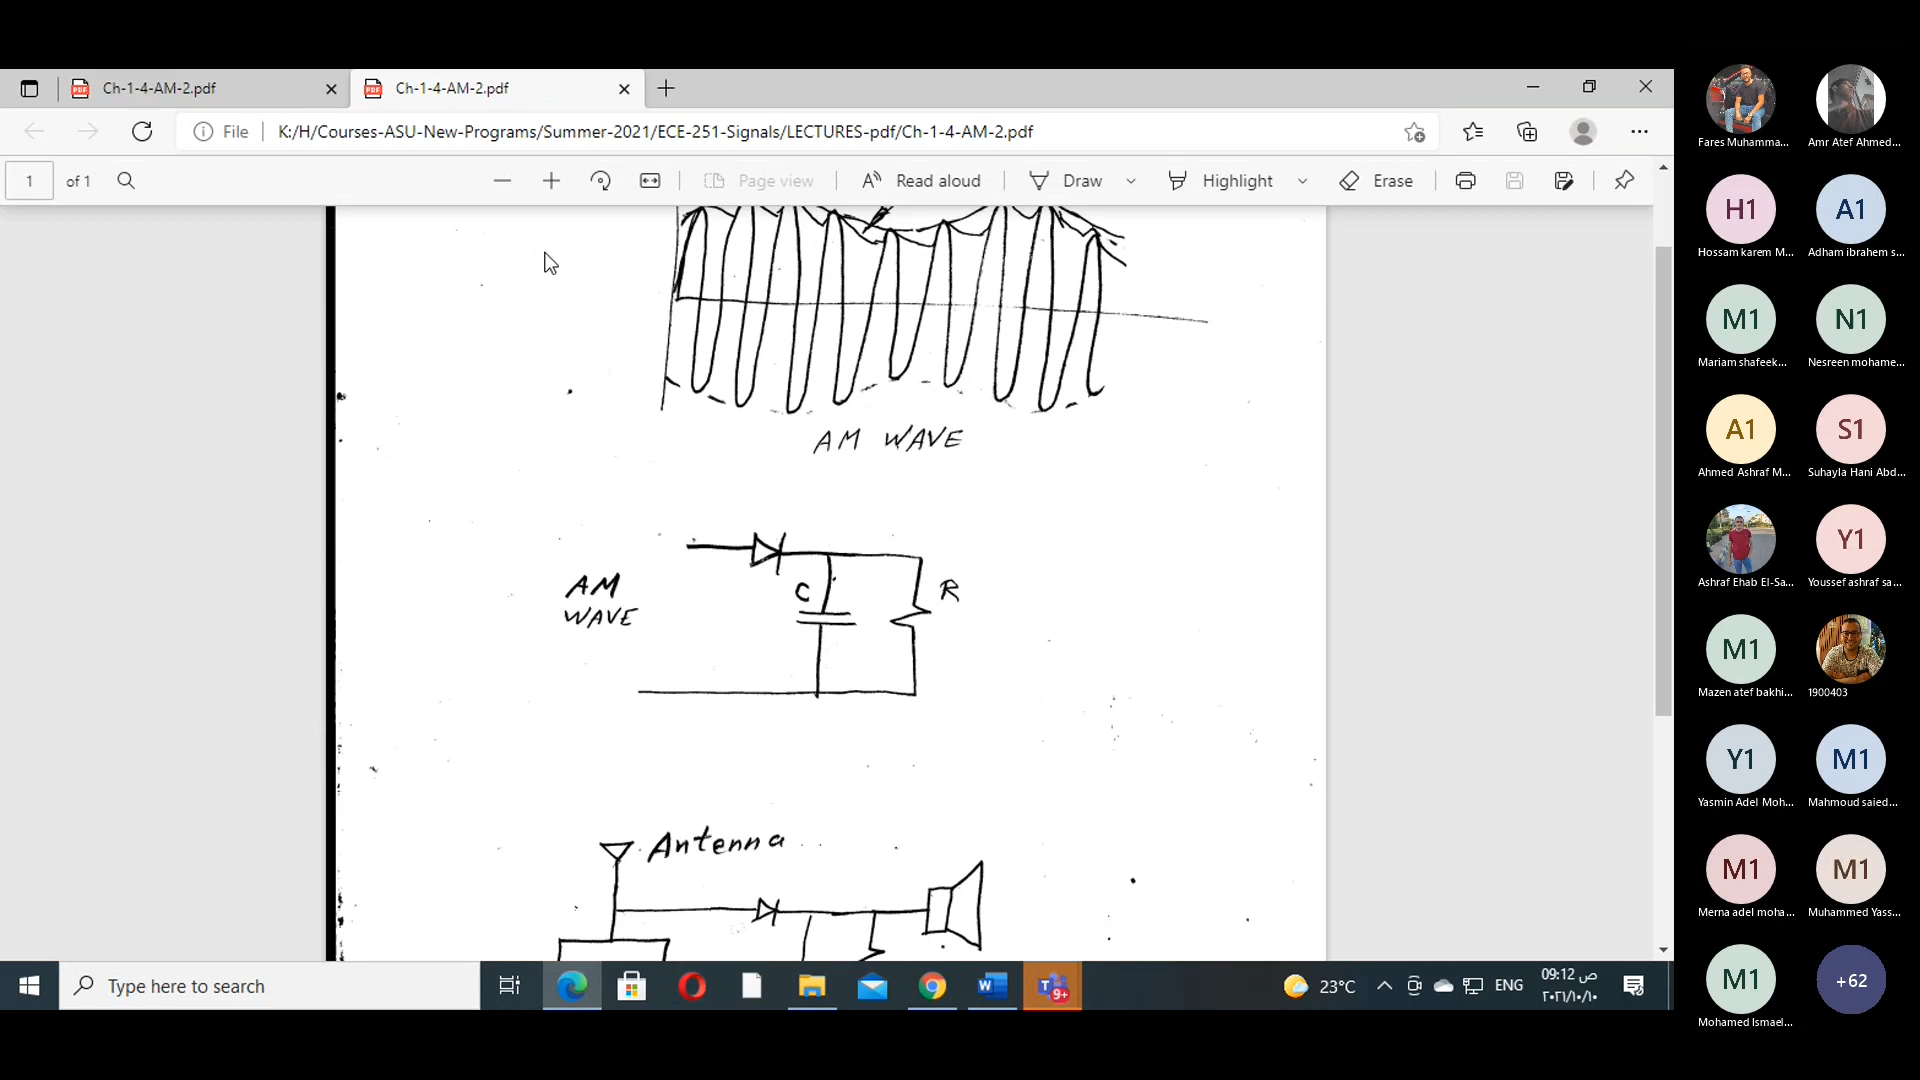 Ch-1-4-AM-2.pdf
Ch-1-4-AM-2.pdf
File
K:/H/Courses-ASU-New-Programs/Summer-2021/ECE-251-Signals/LECTURES-pdf/Ch-1-4-AM-2.pdf
1 of 1
Page view
Read aloud
Draw
Highlight
Erase
AM WAVE
AM
WAVE
C
R
Antenna
Type here to search
9+
23°C
ENG
09:12 ص
٢٠٢١/١٠/١٠
Fares Muhamma...
Amr Atef Ahmed...
H1
A1
Hossam karem M...
Adham ibrahem s...
M1
N1
Mariam shafeek...
Nesreen mohame...
A1
S1
Ahmed Ashraf M...
Suhayla Hani Abd...
Y1
Ashraf Ehab El-Sa...
Youssef ashraf sa...
M1
Mazen atef bakhi...
1900403
Y1
M1
Yasmin Adel Moh...
Mahmoud saied...
M1
M1
Merna adel moha...
Muhammed Yass...
M1
+62
Mohamed Ismael...